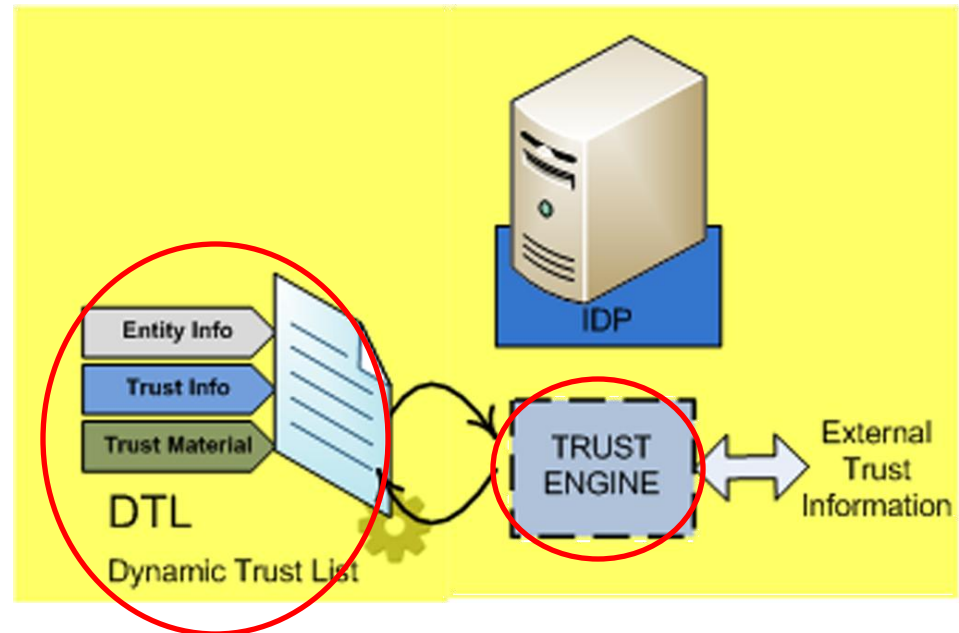 IDP
Entity Info
Trust Info
Trust Material
DTL
Dynamic Trust List
TRUST
ENGINE
External
Trust
Information